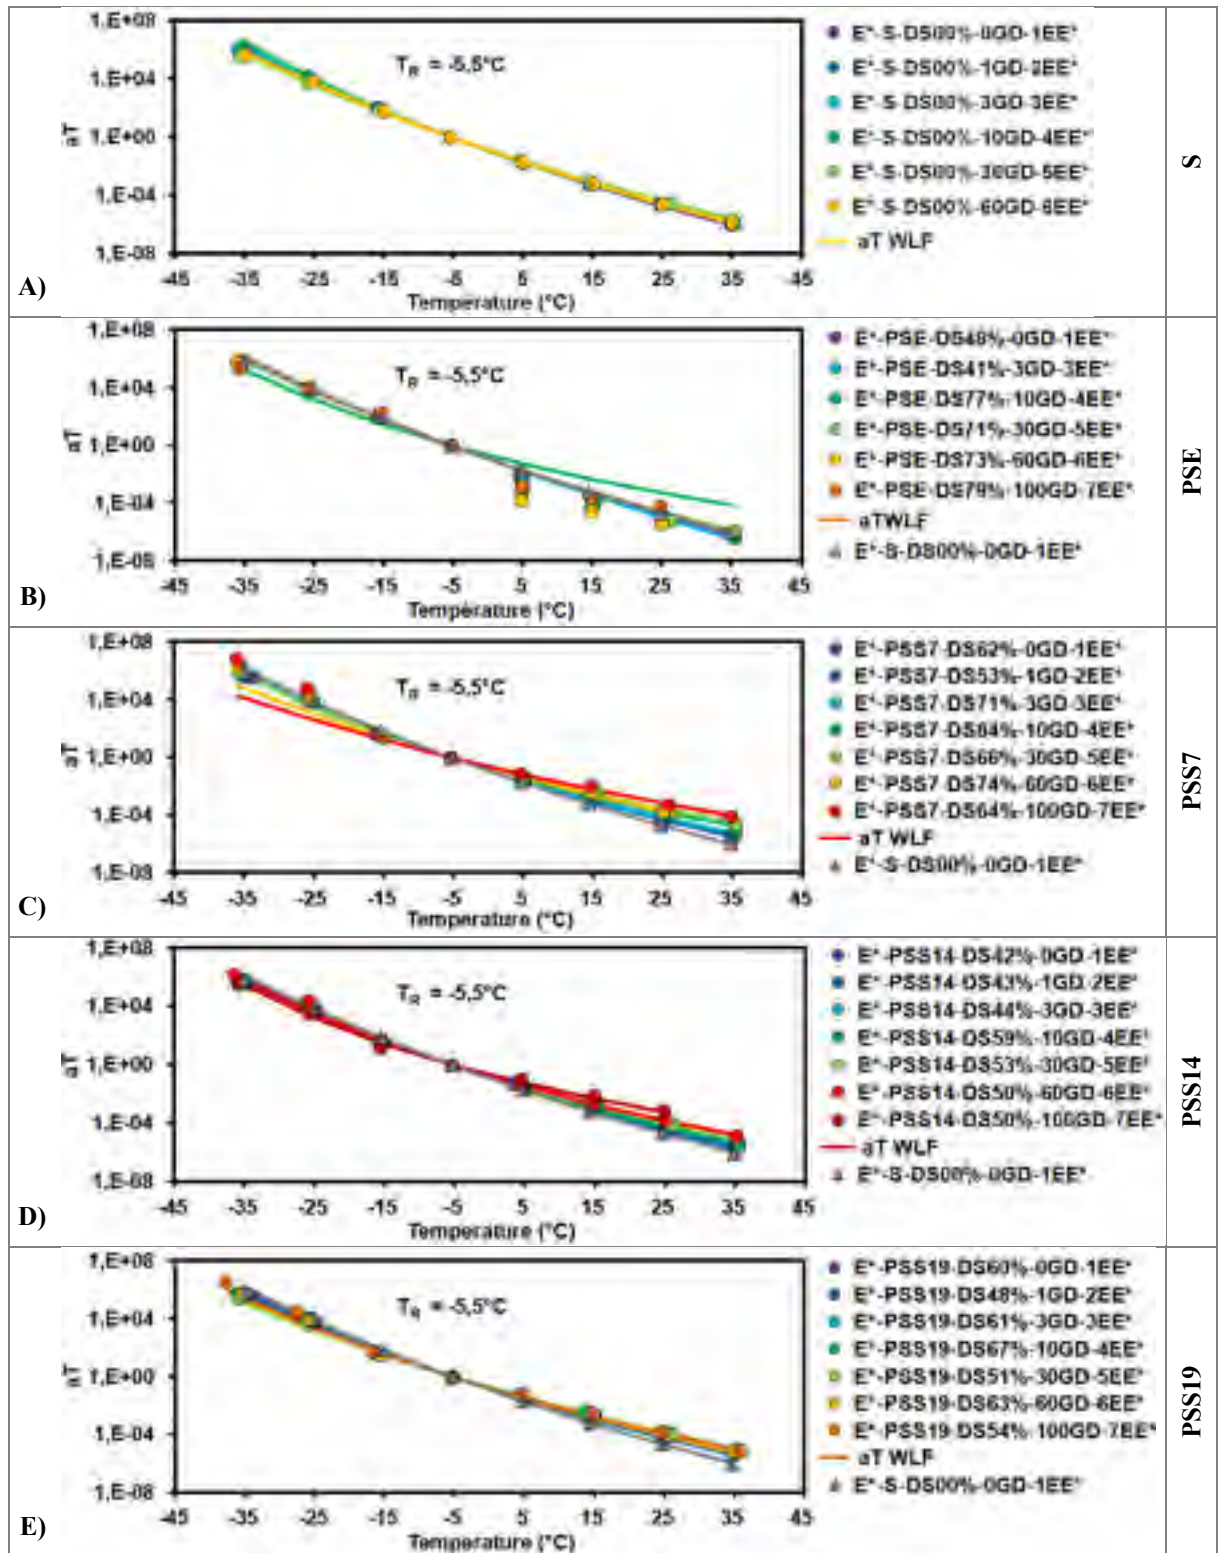 1,E+08
1,E+04
1,E+00
1,E-04
1,E-08
aT
T_R = -5,5°C
-45 -35 -25 -15 -5 5 15 25 35 45
Temperature (°C)
E*-S-DS00%-0GD-1EE*
E*-S-DS00%-1GD-2EE*
E*-S-DS00%-3GD-3EE*
E*-S-DS00%-10GD-4EE*
E*-S-DS00%-30GD-5EE*
E*-S-DS00%-60GD-6EE*
aT WLF
A)
S
1,E+08
1,E+04
1,E+00
1,E-04
1,E-08
aT
T_R = -5,5°C
-45 -35 -25 -15 -5 5 15 25 35 45
Temperature (°C)
E*-PSE-DS48%-0GD-1EE*
E*-PSE-DS41%-3GD-3EE*
E*-PSE-DS77%-10GD-4EE*
E*-PSE-DS71%-30GD-5EE*
E*-PSE-DS73%-60GD-6EE*
E*-PSE-DS79%-100GD-7EE*
aTWLF
E*-S-DS00%-0GD-1EE*
B)
PSE
1,E+08
1,E+04
1,E+00
1,E-04
1,E-08
aT
T_R = -5,5°C
-45 -35 -25 -15 -5 5 15 25 35 45
Temperature (°C)
E*-PSS7-DS62%-0GD-1EE*
E*-PSS7-DS53%-1GD-2EE*
E*-PSS7-DS71%-3GD-3EE*
E*-PSS7-DS64%-10GD-4EE*
E*-PSS7-DS66%-30GD-5EE*
E*-PSS7-DS74%-60GD-6EE*
E*-PSS7-DS64%-100GD-7EE*
aT WLF
E*-S-DS00%-0GD-1EE*
C)
PSS7
1,E+08
1,E+04
1,E+00
1,E-04
1,E-08
aT
T_R = -5,5°C
-45 -35 -25 -15 -5 5 15 25 35 45
Temperature (°C)
E*-PSS14-DS42%-0GD-1EE*
E*-PSS14-DS43%-1GD-2EE*
E*-PSS14-DS44%-3GD-3EE*
E*-PSS14-DS59%-10GD-4EE*
E*-PSS14-DS53%-30GD-5EE*
E*-PSS14-DS50%-60GD-6EE*
E*-PSS14-DS50%-100GD-7EE*
aT WLF
E*-S-DS00%-0GD-1EE*
D)
PSS14
1,E+08
1,E+04
1,E+00
1,E-04
1,E-08
aT
T_R = -5,5°C
-45 -35 -25 -15 -5 5 15 25 35 45
Temperature (°C)
E*-PSS19-DS60%-0GD-1EE*
E*-PSS19-DS48%-1GD-2EE*
E*-PSS19-DS61%-3GD-3EE*
E*-PSS19-DS67%-10GD-4EE*
E*-PSS19-DS51%-30GD-5EE*
E*-PSS19-DS63%-60GD-6EE*
E*-PSS19-DS54%-100GD-7EE*
aT WLF
E*-S-DS00%-0GD-1EE*
E)
PSS19